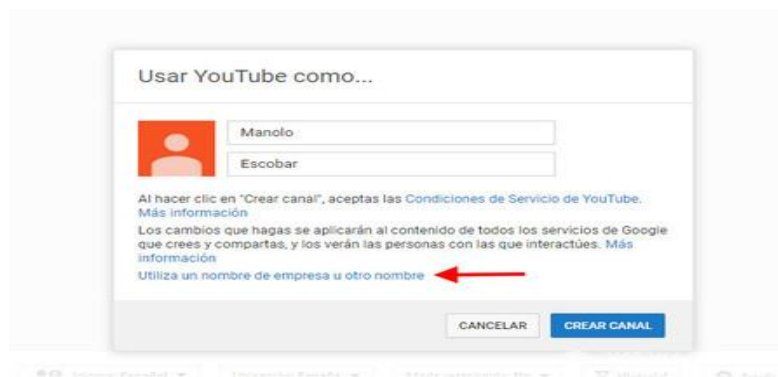 Usar YouTube como...
Manolo
Escobar
Al hacer clic en "Crear canal", aceptas las Condiciones de Servicio de YouTube.
Más información
Los cambios que hagas se aplicarán al contenido de todos los servicios de Google
que crees y compartas, y los verán las personas con las que interactúes. Más
información
Utiliza un nombre de empresa u otro nombre
CANCELAR
CREAR CANAL